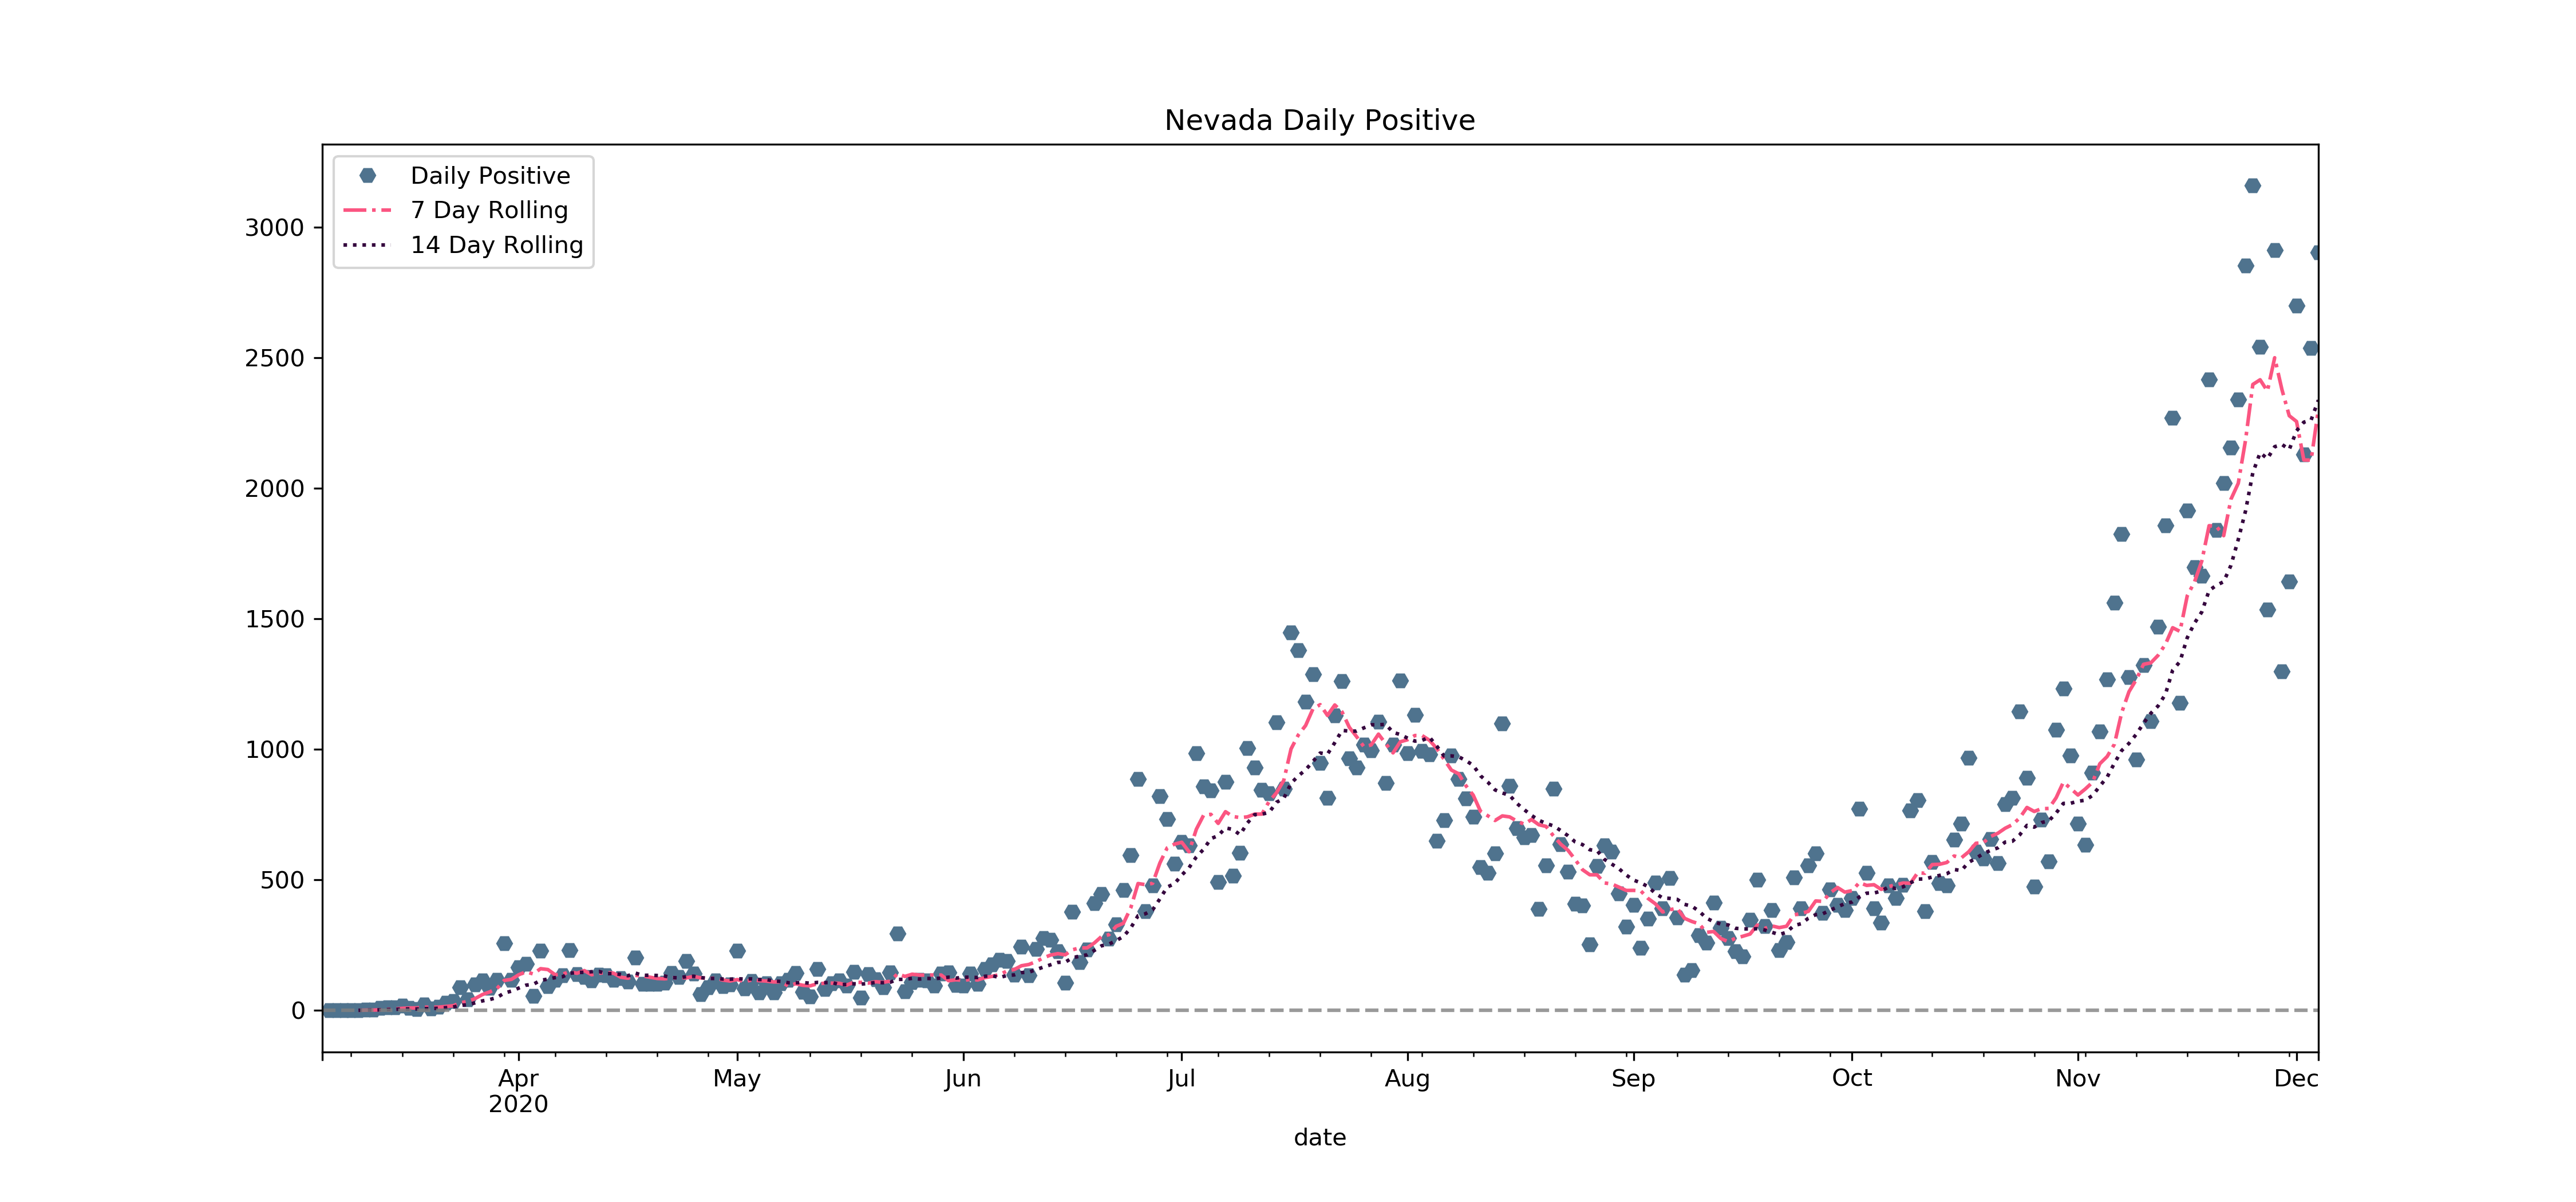 Nevada Daily Positive
Daily Positive
7 Day Rolling
14 Day Rolling
3000
2500
2000
1500
1000
500
0
Apr May Jun Jul Aug Sep Oct Nov Dec
2020
date